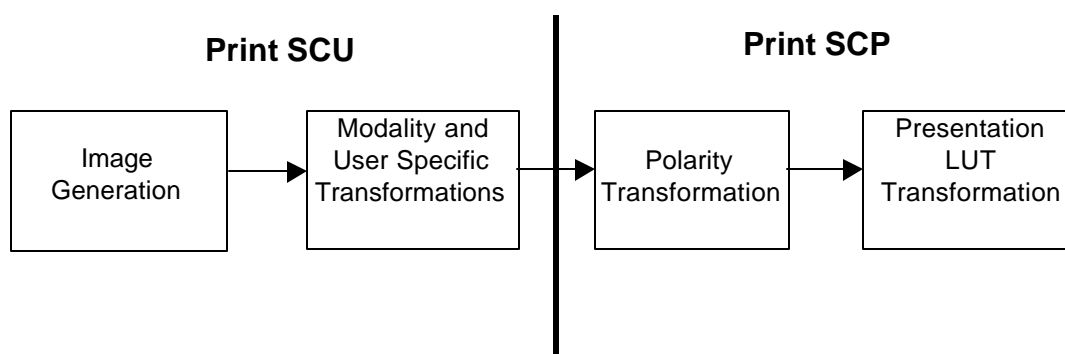 Print SCU
Print SCP
Image
Generation
Modality and
User Specific
Transformations
Polarity
Transformation
Presentation
LUT
Transformation